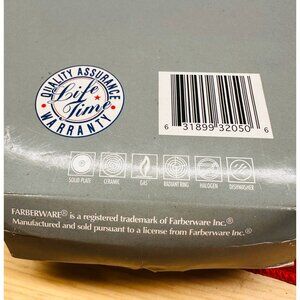 QUALITY ASSURANCE
Life
Time
WARRANTY
6 31899 32050 6
SOLID PLATE CERAMIC GAS RADIANT RING HALOGEN DISHWASHER
FARBERWARE® is a registered trademark of Farberware Inc.®
Manufactured and sold pursuant to a license from Farberware Inc.®